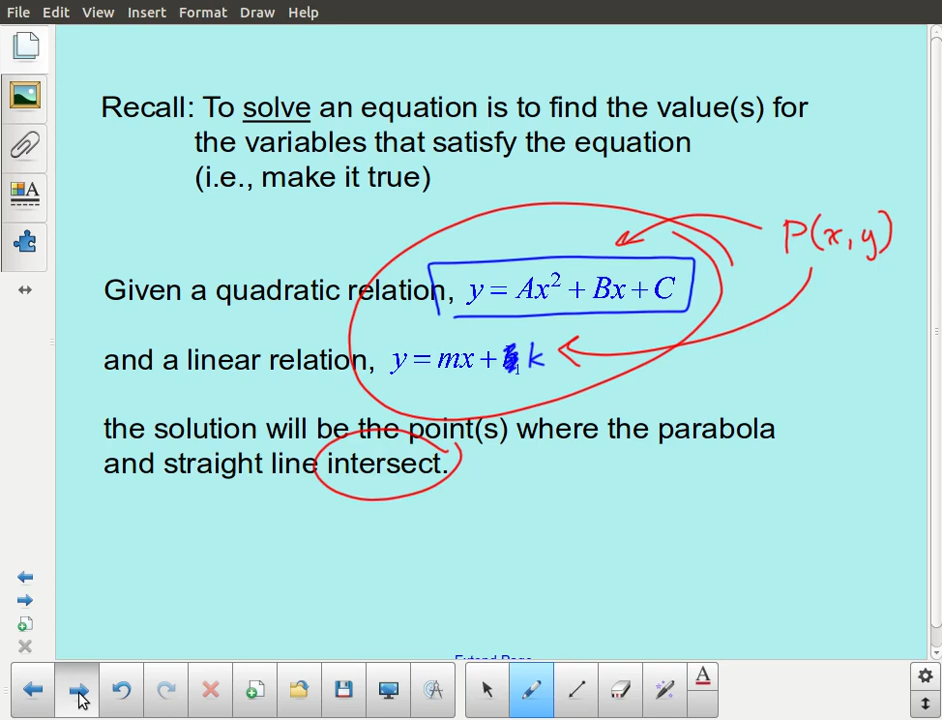 File Edit View Insert Format Draw Help
Recall: To solve an equation is to find the value(s) for
the variables that satisfy the equation
(i.e., make it true)
P(x, y)
Given a quadratic relation, y = Ax² + Bx + C
and a linear relation, y = mx + k
the solution will be the point(s) where the parabola
and straight line intersect.
Extend Page
A
A